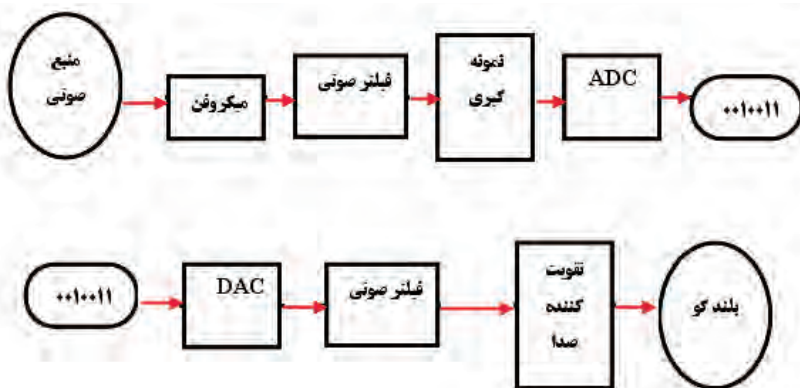 منبع
صوتی
میکروفن
فیلتر صوتی
نمونه
گیری
ADC
۰۰۱۰۰۱۱
۰۰۱۰۰۱۱
DAC
فیلتر صوتی
تقویت
کننده
صدا
بلند گو